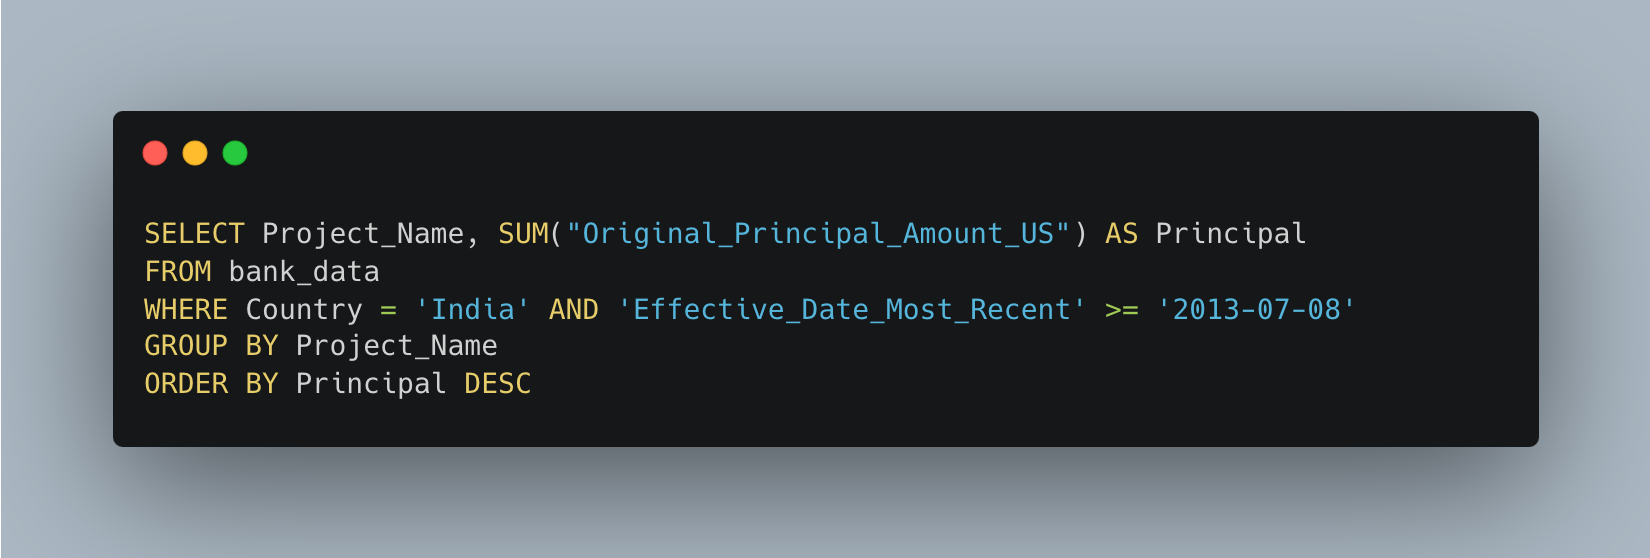 SELECT Project_Name, SUM("Original_Principal_Amount_US") AS Principal
FROM bank_data
WHERE Country = 'India' AND 'Effective_Date_Most_Recent' >= '2013-07-08'
GROUP BY Project_Name
ORDER BY Principal DESC